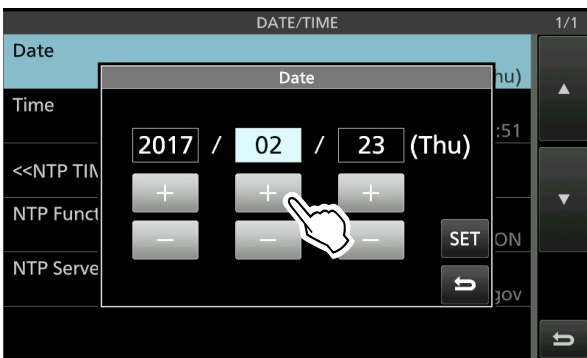 DATE/TIME 1/1
Date
Date
hu)
Time
:51
2017 / 02 / 23 (Thu)
+ + +
<<NTP TIM
NTP Funct
− − −
SET
ON
NTP Serve
gov